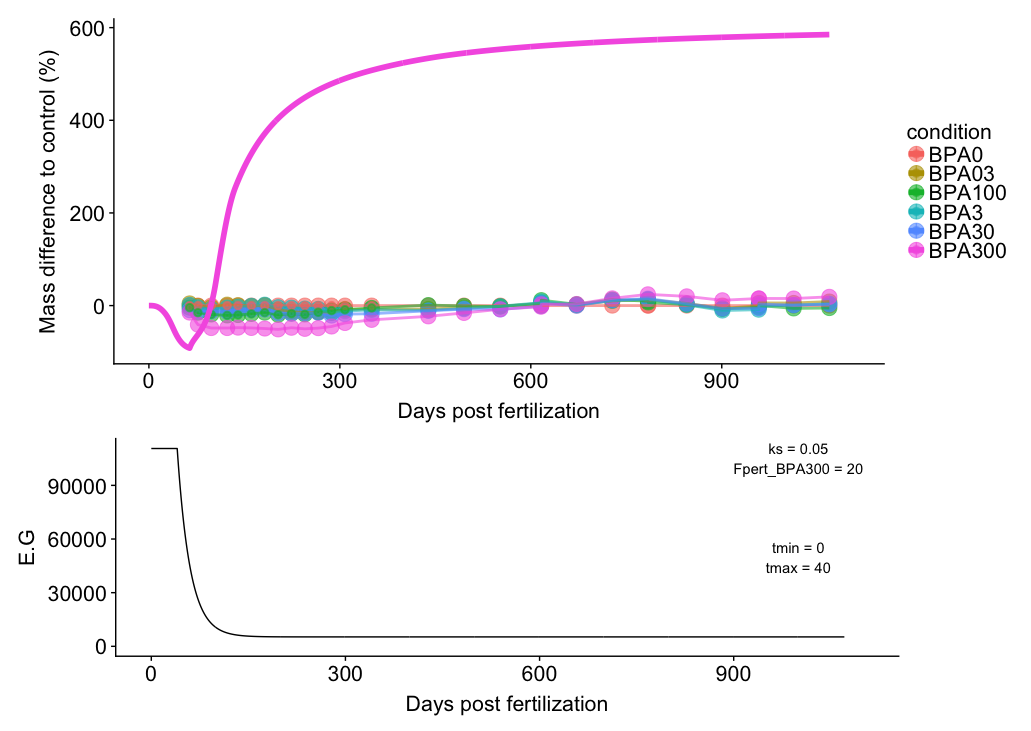 Mass difference to control (%)
600
400
200
0
0 300 600 900
Days post fertilization
condition
BPA0
BPA03
BPA100
BPA3
BPA30
BPA300
E.G
90000
60000
30000
0
0 300 600 900
Days post fertilization
ks = 0.05
Fpert_BPA300 = 20
tmin = 0
tmax = 40